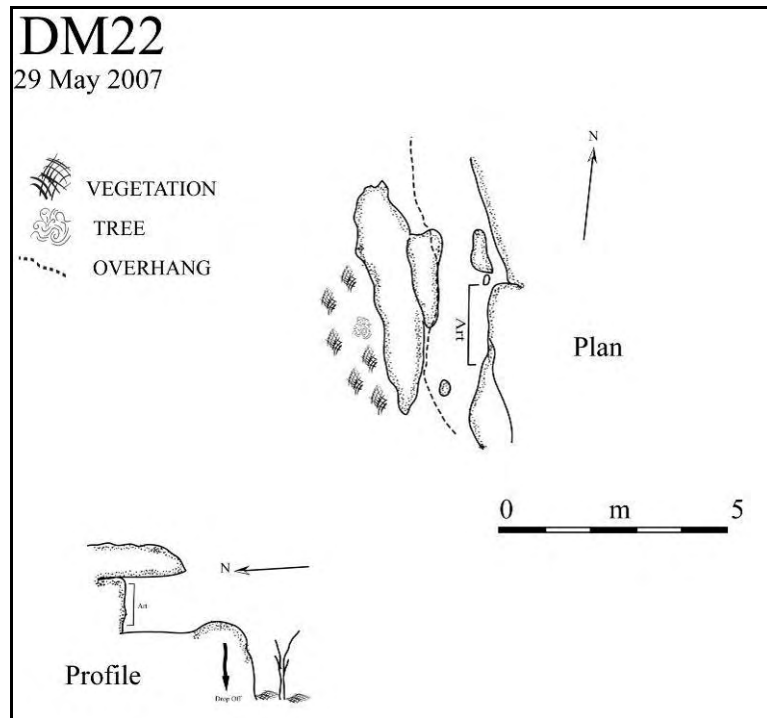 DM22
29 May 2007
VEGETATION
TREE
OVERHANG
N
Art
Plan
0 m 5
N
Art
Profile
Drop Off